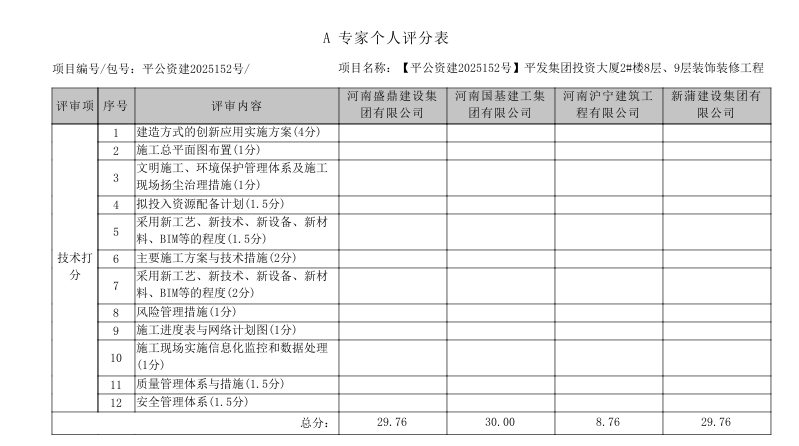 A 专家个人评分表
项目编号/包号: 平公资建2025152号/
项目名称: 【平公资建2025152号】平发集团投资大厦2#楼8层、9层装饰装修工程
评审项 序号 评审内容 河南盛鼎建设集团有限公司 河南国基建工集团有限公司 河南沪宁建筑工程有限公司 新蒲建设集团有限公司
技术打分
1 建造方式的创新应用实施方案(4分)
2 施工总平面图布置(1分)
3 文明施工、环境保护管理体系及施工
现场扬尘治理措施(1分)
4 拟投入资源配备计划(1.5分)
5 采用新工艺、新技术、新设备、新材
料、BIM等的程度(1.5分)
6 主要施工方案与技术措施(2分)
7 采用新工艺、新技术、新设备、新材
料、BIM等的程度(2分)
8 风险管理措施(1分)
9 施工进度表与网络计划图(1分)
10 施工现场实施信息化监控和数据处理
(1分)
11 质量管理体系与措施(1.5分)
12 安全管理体系(1.5分)
总分: 29.76 30.00 8.76 29.76